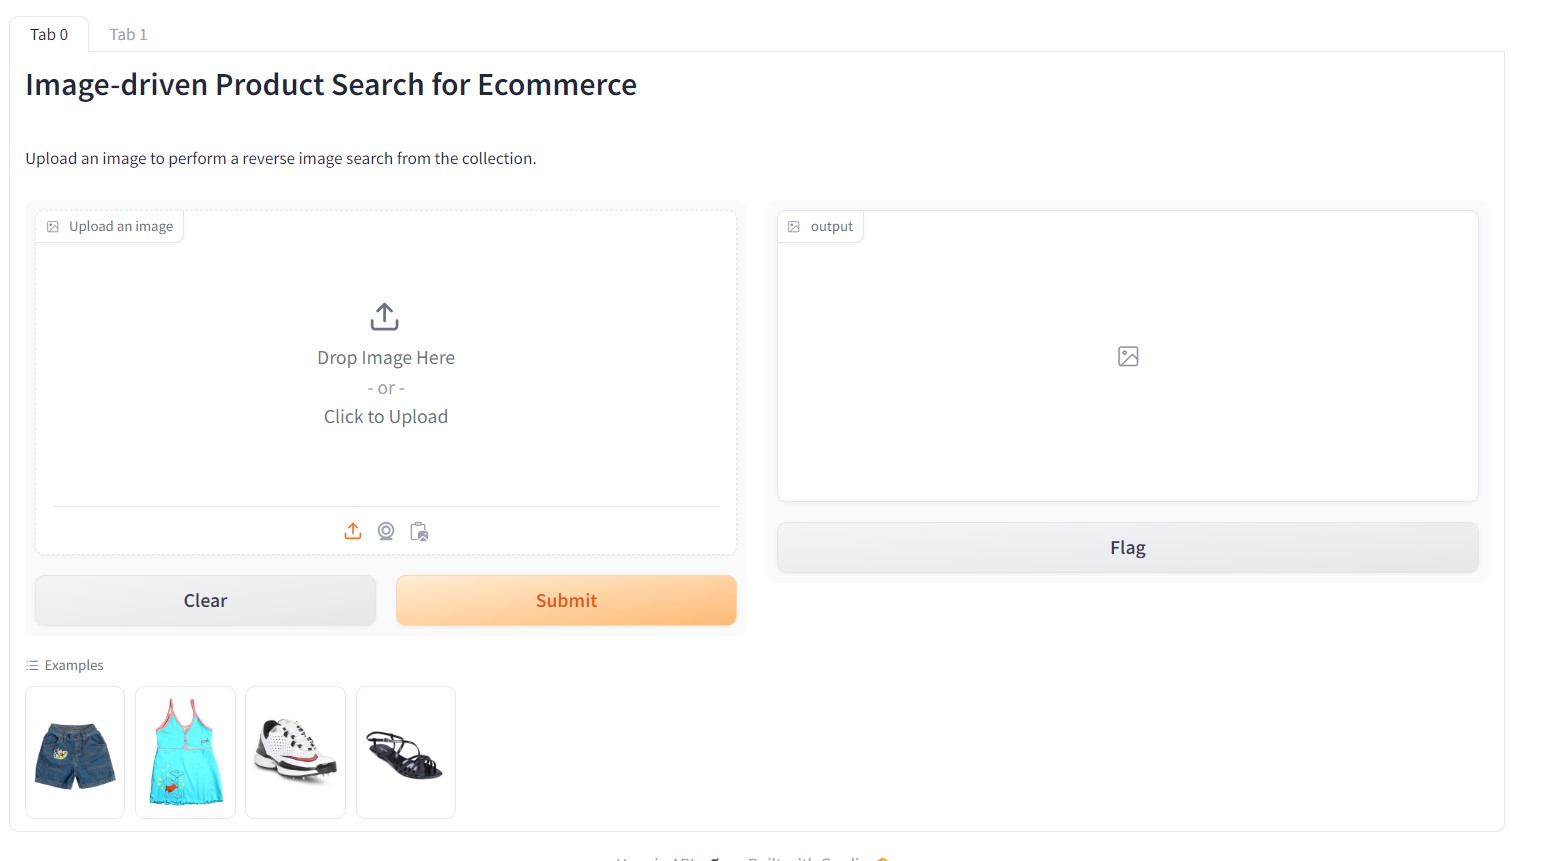 Tab 0
Tab 1
Image-driven Product Search for Ecommerce
Upload an image to perform a reverse image search from the collection.
Upload an image
Drop Image Here
- or -
Click to Upload
Clear
Submit
output
Flag
Examples